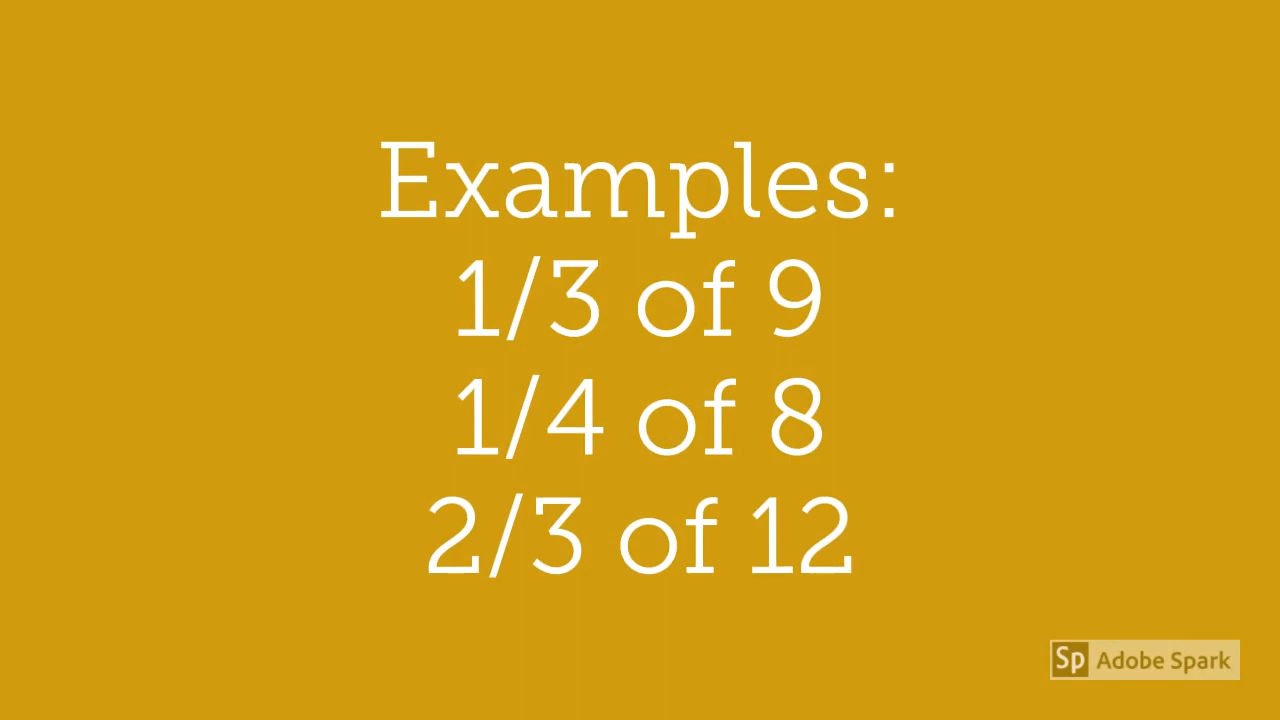 Examples:
1/3 of 9
1/4 of 8
2/3 of 12
Sp Adobe Spark